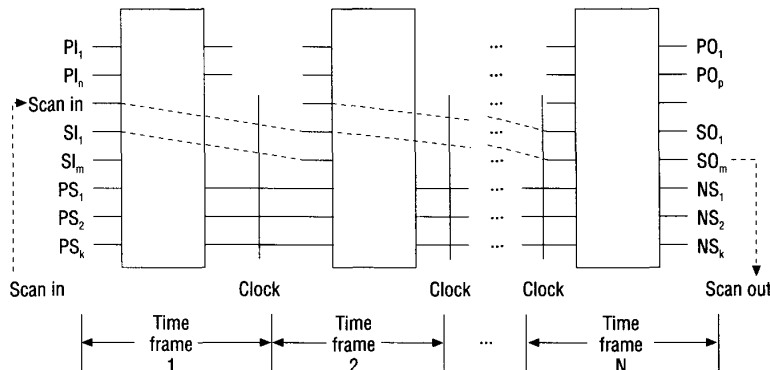 PI1 ... PO1
PIn ... POp
Scan in ...
SI1 ... SO1
SIm ... SOm
PS1 ... NS1
PS2 ... NS2
PSk ... NSk
Scan in Clock Clock Clock Scan out
Time frame 1
Time frame 2
...
Time frame N